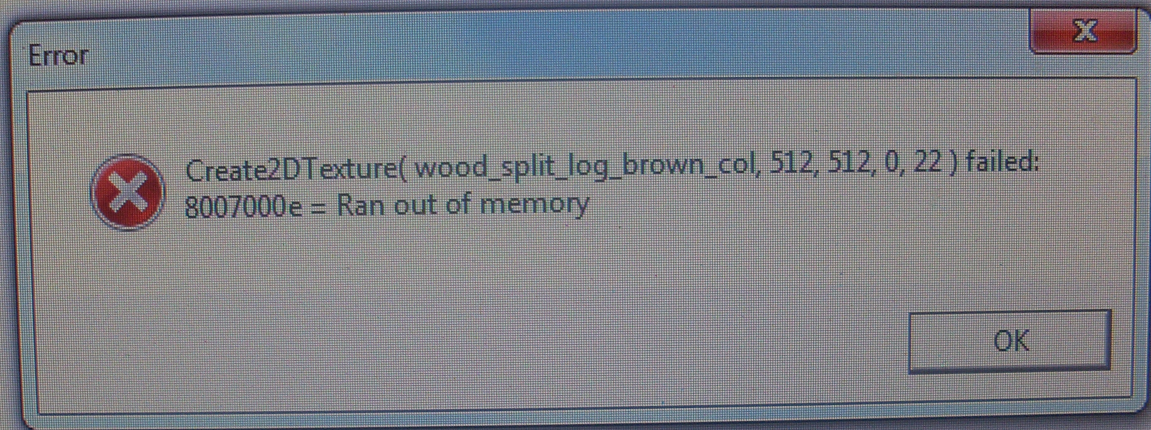 Error
Create2DTexture( wood_split_log_brown_col, 512, 512, 0, 22 ) failed:
8007000e = Ran out of memory
OK